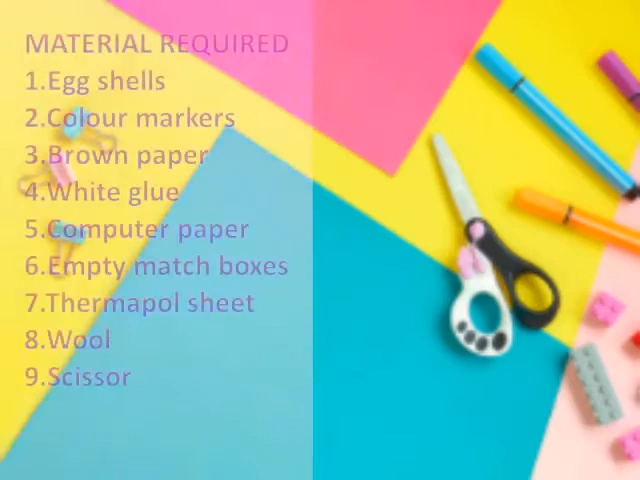 MATERIAL REQUIRED
1.Egg shells
2.Colour markers
3.Brown paper
4.White glue
5.Computer paper
6.Empty match boxes
7.Thermapol sheet
8.Wool
9.Scissor